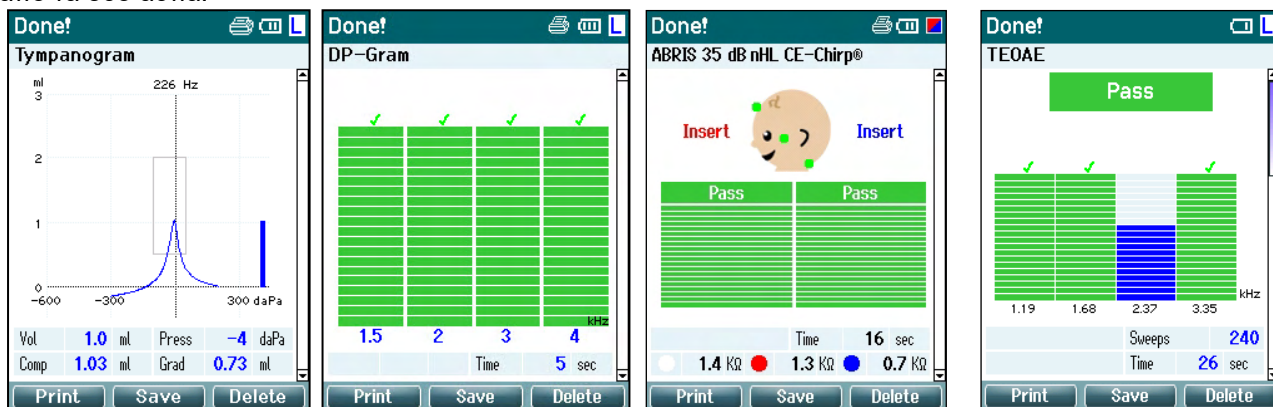 Done! L
Tympanogram
ml
226 Hz
3
2
1
0
-600 -300 300 daPa
Vol 1.0 ml Press -4 daPa
Comp 1.03 ml Grad 0.73 ml
Print Save Delete
Done! L
DP-Gram
kHz
1.5 2 3 4
Time 5 sec
Print Save Delete
Done!
ABRIS 35 dB nHL CE-Chirp®
Insert Insert
Pass Pass
Time 16 sec
1.4 KΩ 1.3 KΩ 0.7 KΩ
Print Save Delete
Done! L
TEOAE
Pass
kHz
1.19 1.68 2.37 3.35
Sweeps 240
Time 26 sec
Print Save Delete